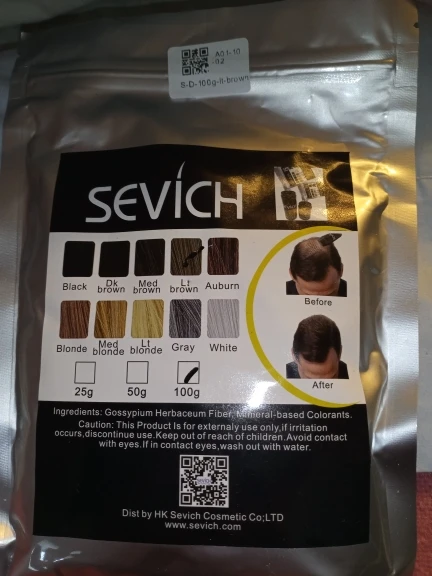 A01-10
-02
S-D-100g-lt-brown
SEVICH
Black
Dk brown
Med brown
Lt brown
Auburn
Blonde
Med blonde
Lt blonde
Gray
White
25g
50g
100g
Before
After
Ingredients: Gossypium Herbaceum Fiber, Mineral-based Colorants.
Caution: This Product Is for externaly use only,if irritation
occurs,discontinue use.Keep out of reach of children.Avoid contact
with eyes.If in contact eyes,wash out with water.
Dist by HK Sevich Cosmetic Co;LTD
www.sevich.com